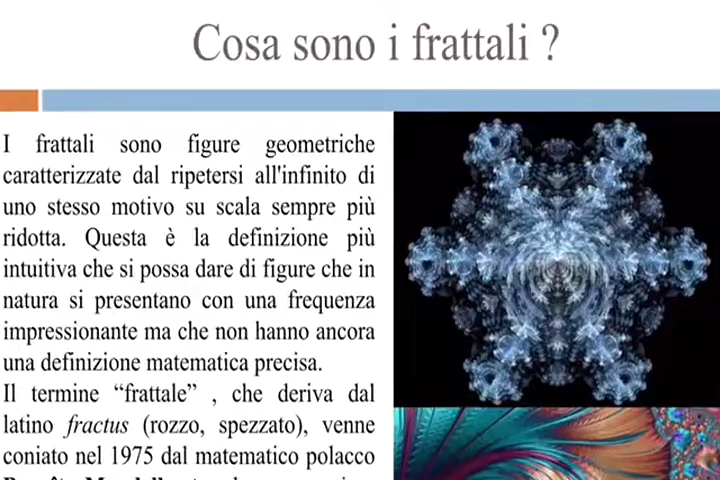 Cosa sono i frattali ?
I frattali sono figure geometriche
caratterizzate dal ripetersi all'infinito di
uno stesso motivo su scala sempre più
ridotta. Questa è la definizione più
intuitiva che si possa dare di figure che in
natura si presentano con una frequenza
impressionante ma che non hanno ancora
una definizione matematica precisa.
Il termine “frattale” , che deriva dal
latino fractus (rozzo, spezzato), venne
coniato nel 1975 dal matematico polacco